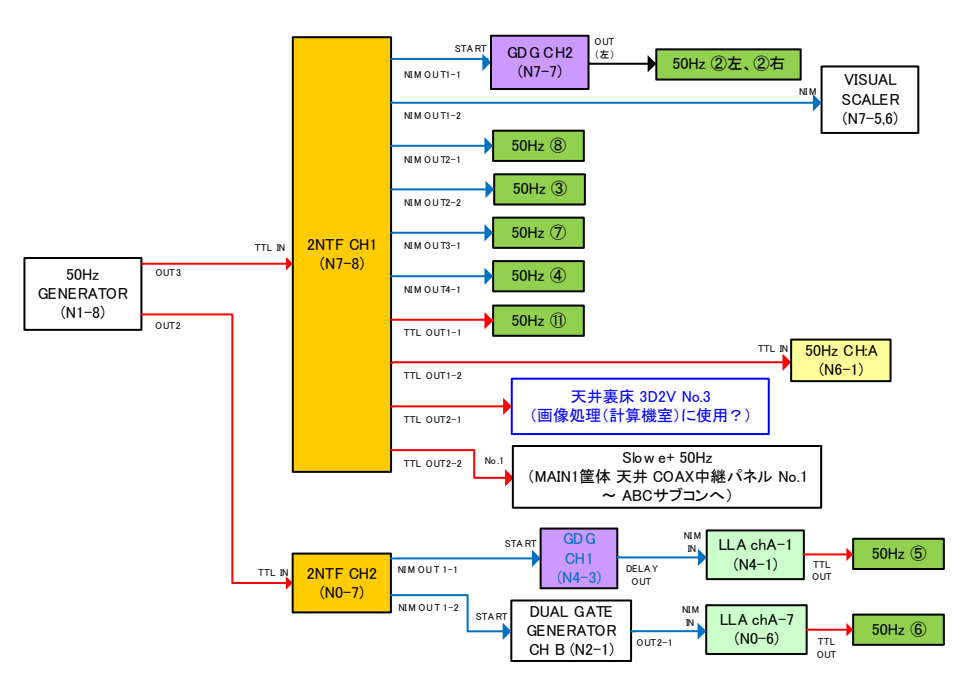 50Hz
GENERATOR
(N1-8)
OUT3
OUT2
TTL IN
2NTF CH1
(N7-8)
NIM OUT1-1
START
GDG CH2
(N7-7)
OUT
(左)
50Hz ②左、②右
NIM OUT1-2
NIM
VISUAL
SCALER
(N7-5,6)
NIM OUT2-1
50Hz ⑧
NIM OUT2-2
50Hz ③
NIM OUT3-1
50Hz ⑦
NIM OUT4-1
50Hz ④
TTL OUT1-1
50Hz ⑪
TTL OUT1-2
TTL IN
50Hz CH:A
(N6-1)
TTL OUT2-1
天井裏床 3D2V No.3
(画像処理(計算機室)に使用?)
TTL OUT2-2
No.1
Slow e+ 50Hz
(MAIN1筐体 天井 COAX中継パネル No.1
~ ABCサブコンへ)
TTL IN
2NTF CH2
(N0-7)
NIM OUT 1-1
START
GDG
CH1
(N4-3)
DELAY
OUT
NIM
IN
LLA chA-1
(N4-1)
TTL
OUT
50Hz ⑤
NIM OUT 1-2
START
DUAL GATE
GENERATOR
CH B (N2-1)
OUT2-1
NIM
IN
LLA chA-7
(N0-6)
TTL
OUT
50Hz ⑥